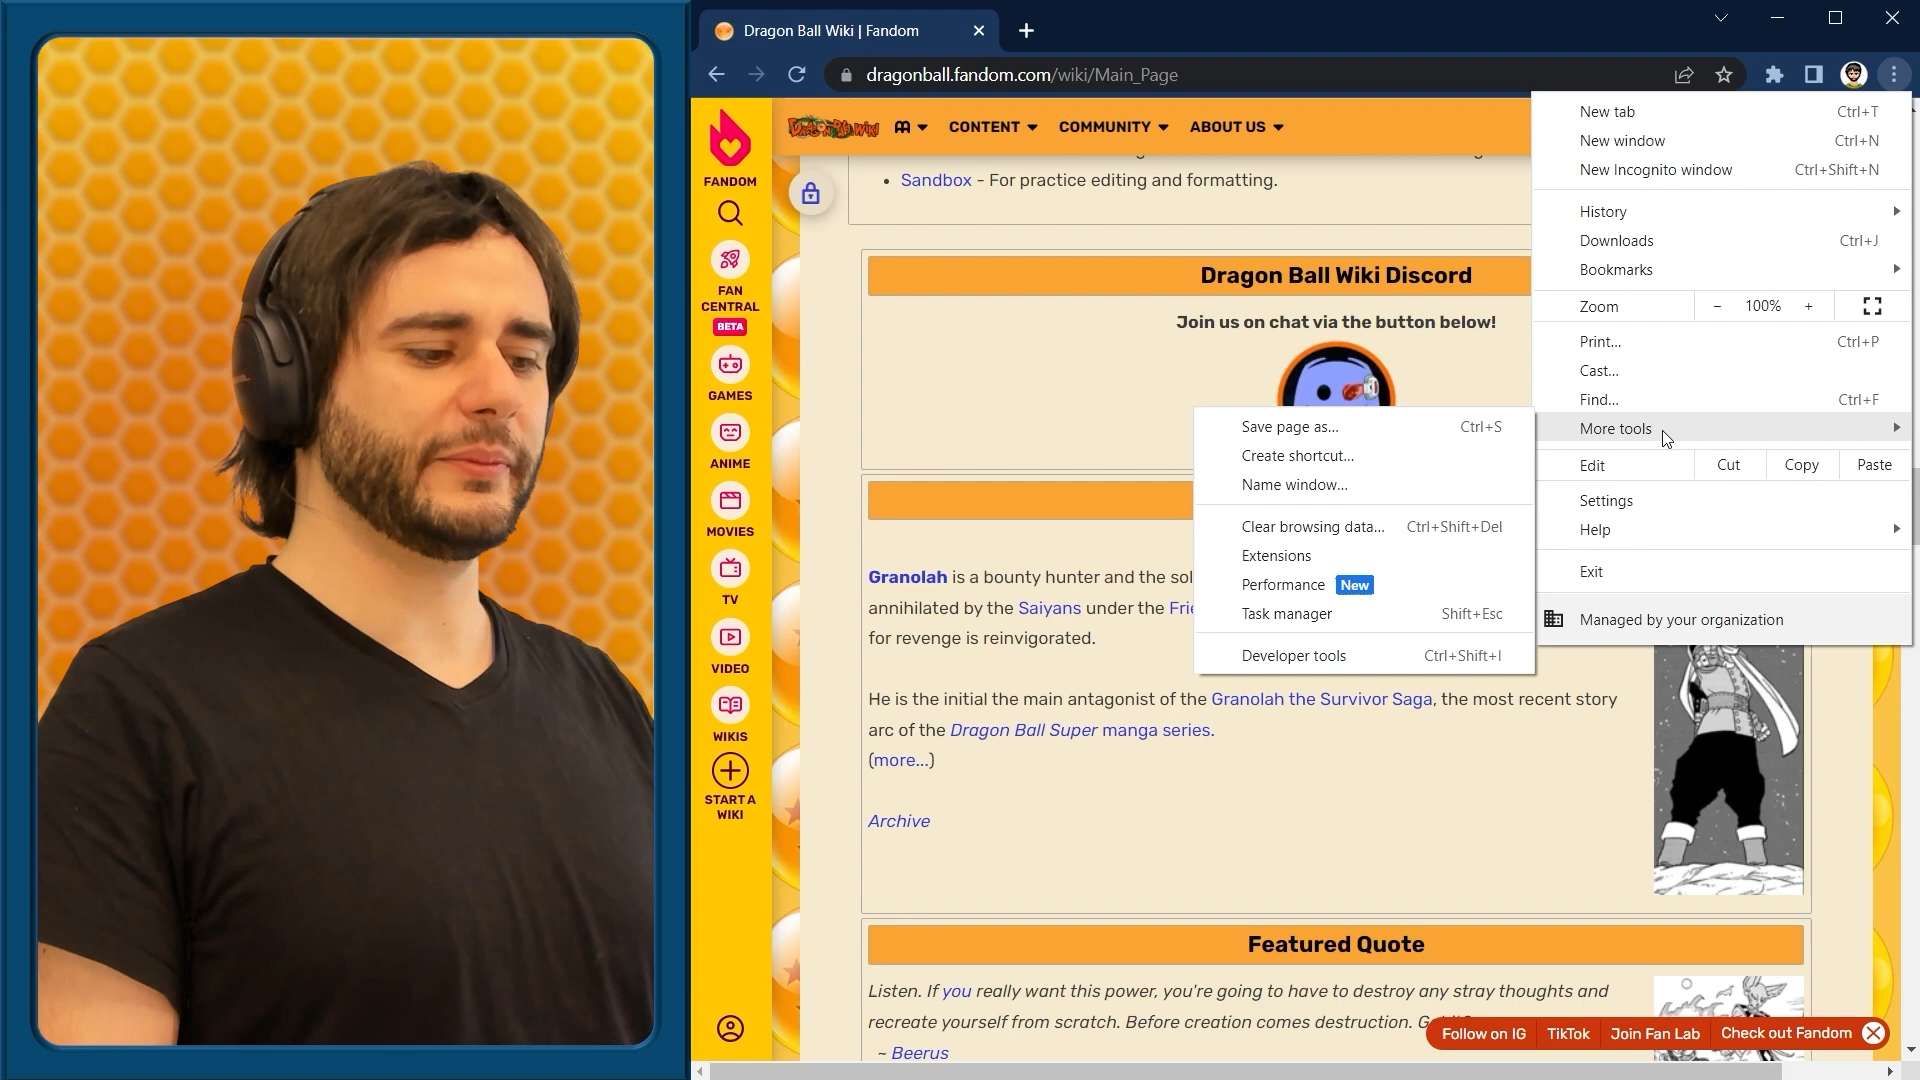 Dragon Ball Wiki | Fandom
dragonball.fandom.com/wiki/Main_Page
FANDOM
FAN
CENTRAL
BETA
GAMES
ANIME
MOVIES
TV
VIDEO
WIKIS
START A
WIKI
DRAGON BALL WIKI
CONTENT
COMMUNITY
ABOUT US
Sandbox - For practice editing and formatting.
Dragon Ball Wiki Discord
Join us on chat via the button below!
Granolah is a bounty hunter and the
annihilated by the Saiyans under the
for revenge is reinvigorated.
He is the initial the main antagonist of the Granolah the Survivor Saga, the most recent story
arc of the Dragon Ball Super manga series.
(more...)
Archive
Featured Quote
Listen. If you really want this power, you're going to have to destroy any stray thoughts and
recreate yourself from scratch. Before creation comes destruction.
~ Beerus
New tab Ctrl+T
New window Ctrl+N
New Incognito window Ctrl+Shift+N
History
Downloads Ctrl+J
Bookmarks
Zoom - 100% +
Print... Ctrl+P
Cast...
Find... Ctrl+F
More tools
Edit Cut Copy Paste
Settings
Help
Exit
Managed by your organization
Save page as... Ctrl+S
Create shortcut...
Name window...
Clear browsing data... Ctrl+Shift+Del
Extensions
Performance New
Task manager Shift+Esc
Developer tools Ctrl+Shift+I
Follow on IG TikTok Join Fan Lab Check out Fandom